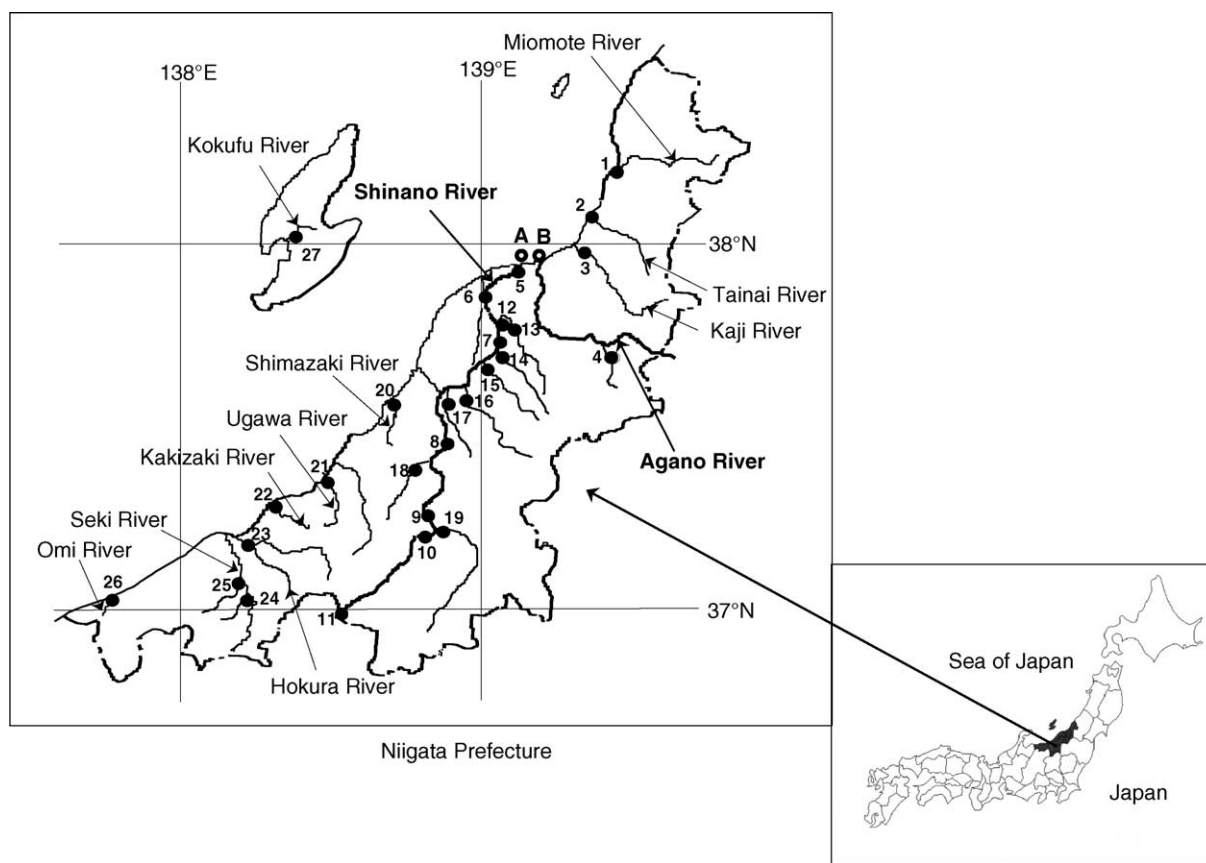 Miomote River
138°E
139°E
Kokufu River
1
Shinano River
2
A B
38°N
27
3
5
Tainai River
6
12
13
Kaji River
7
4
Shimazaki River
14
15
20
16
17
Ugawa River
8
Agano River
Kakizaki River
18
21
22
Seki River
9
19
23
10
Omi River
26
25
24
37°N
11
Hokura River
Sea of Japan
Niigata Prefecture
Japan